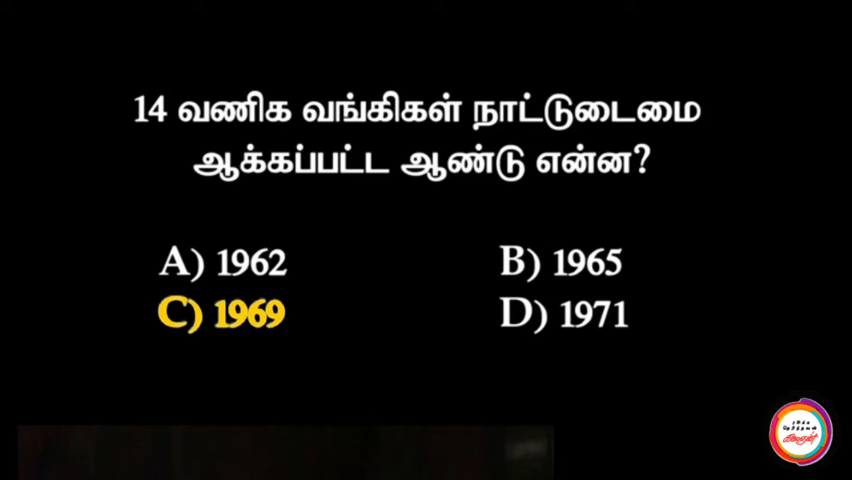 14 வணிக வங்கிகள் நாட்டுடைமை
ஆக்கப்பட்ட ஆண்டு என்ன?
A) 1962
B) 1965
C) 1969
D) 1971